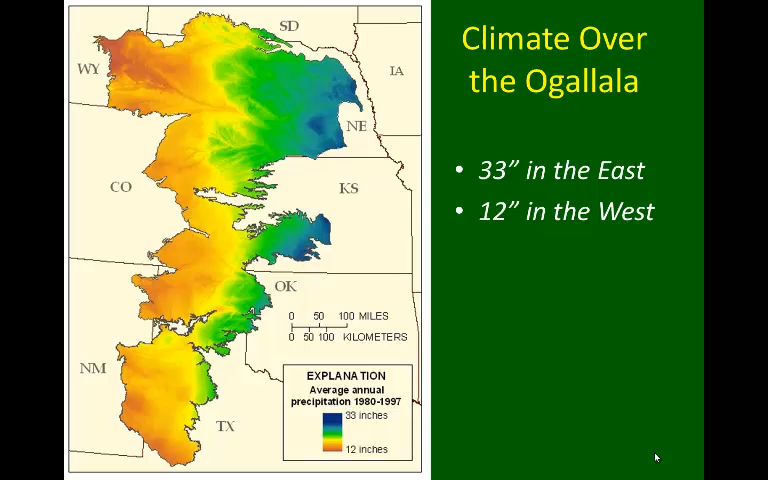 Climate Over
the Ogallala
• 33” in the East
• 12” in the West
SD
WY
IA
NE
CO
KS
OK
0 50 100 MILES
0 50 100 KILOMETERS
NM
TX
EXPLANATION
Average annual
precipitation 1980-1997
33 inches
12 inches